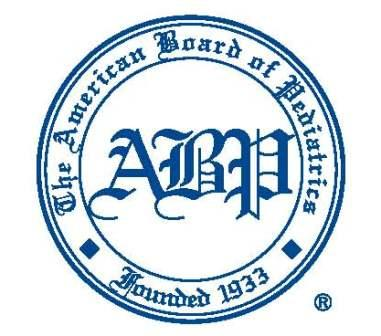 The American Board of Pediatrics
ABP
Founded 1933
®